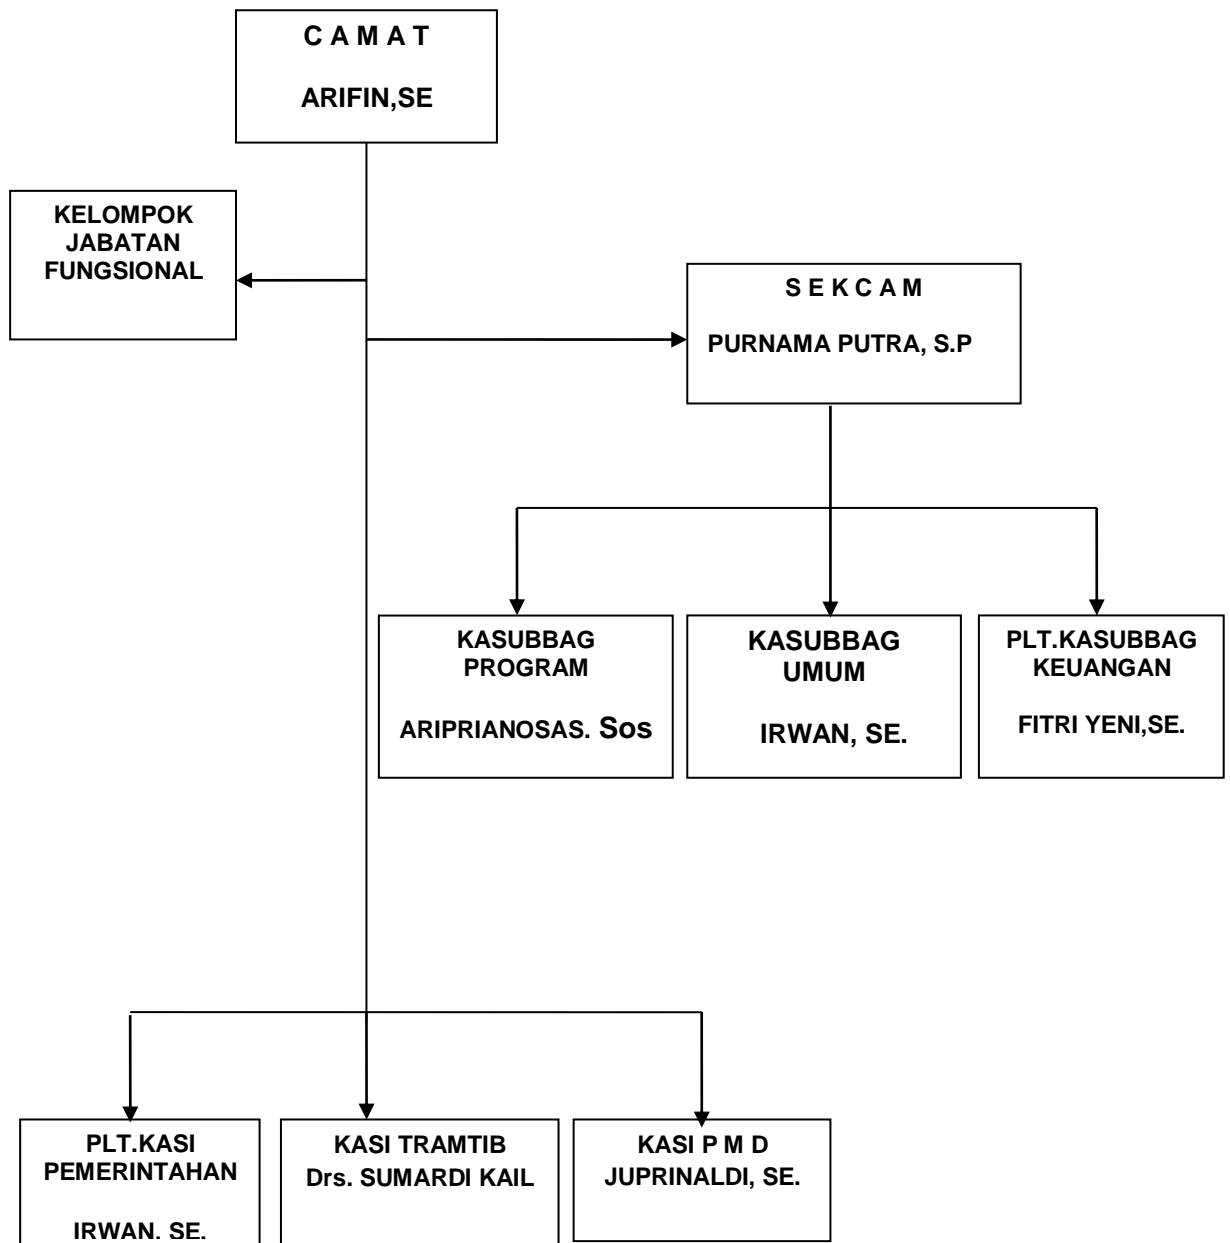 C A M A T
ARIFIN,SE
KELOMPOK
JABATAN
FUNGSIONAL
S E K C A M
PURNAMA PUTRA, S.P
KASUBBAG
PROGRAM
ARIPRIANOSAS. Sos
KASUBBAG
UMUM
IRWAN, SE.
PLT.KASUBBAG
KEUANGAN
FITRI YENI,SE.
PLT.KASI
PEMERINTAHAN
IRWAN. SE.
KASI TRAMTIB
Drs. SUMARDI KAIL
KASI P M D
JUPRINALDI, SE.